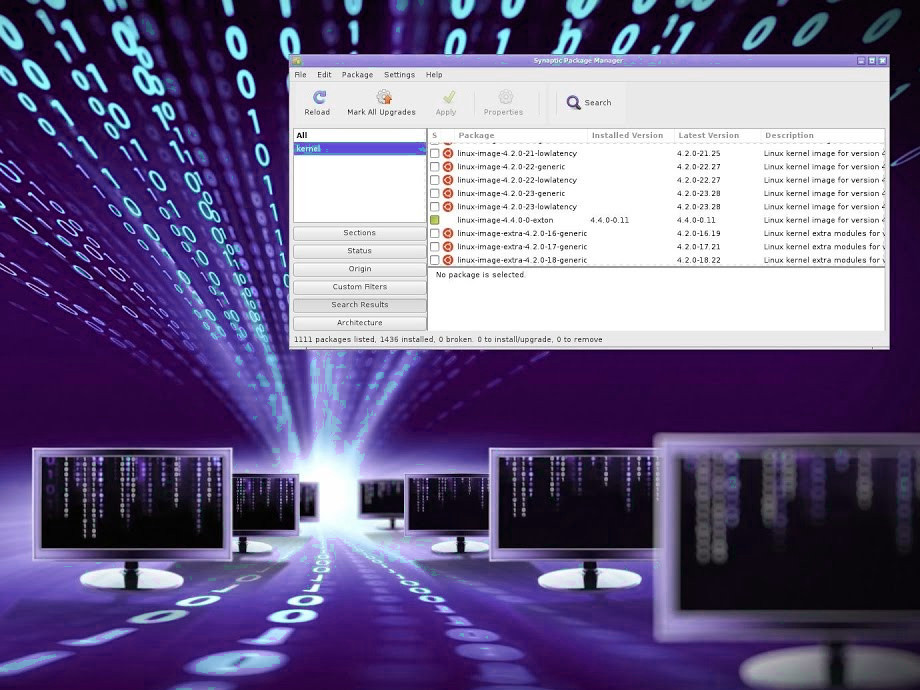 Synaptic Package Manager
File Edit Package Settings Help
Reload Mark All Upgrades Apply Properties Search
All
kernel
S Package Installed Version Latest Version Description
linux-image-4.2.0-21-lowlatency 4.2.0-21.25 Linux kernel image for version 4
linux-image-4.2.0-22-generic 4.2.0-22.27 Linux kernel image for version 4
linux-image-4.2.0-22-lowlatency 4.2.0-22.27 Linux kernel image for version 4
linux-image-4.2.0-23-generic 4.2.0-23.28 Linux kernel image for version 4
linux-image-4.2.0-23-lowlatency 4.2.0-23.28 Linux kernel image for version 4
linux-image-4.4.0-0-exton 4.4.0-0.11 4.4.0-0.11 Linux kernel image for version 4
linux-image-extra-4.2.0-16-generic 4.2.0-16.19 Linux kernel extra modules for v
linux-image-extra-4.2.0-17-generic 4.2.0-17.21 Linux kernel extra modules for v
linux-image-extra-4.2.0-18-generic 4.2.0-18.22 Linux kernel extra modules for v
Sections
Status
Origin
Custom Filters
Search Results
Architecture
No package is selected.
1111 packages listed, 1436 installed, 0 broken. 0 to install/upgrade, 0 to remove